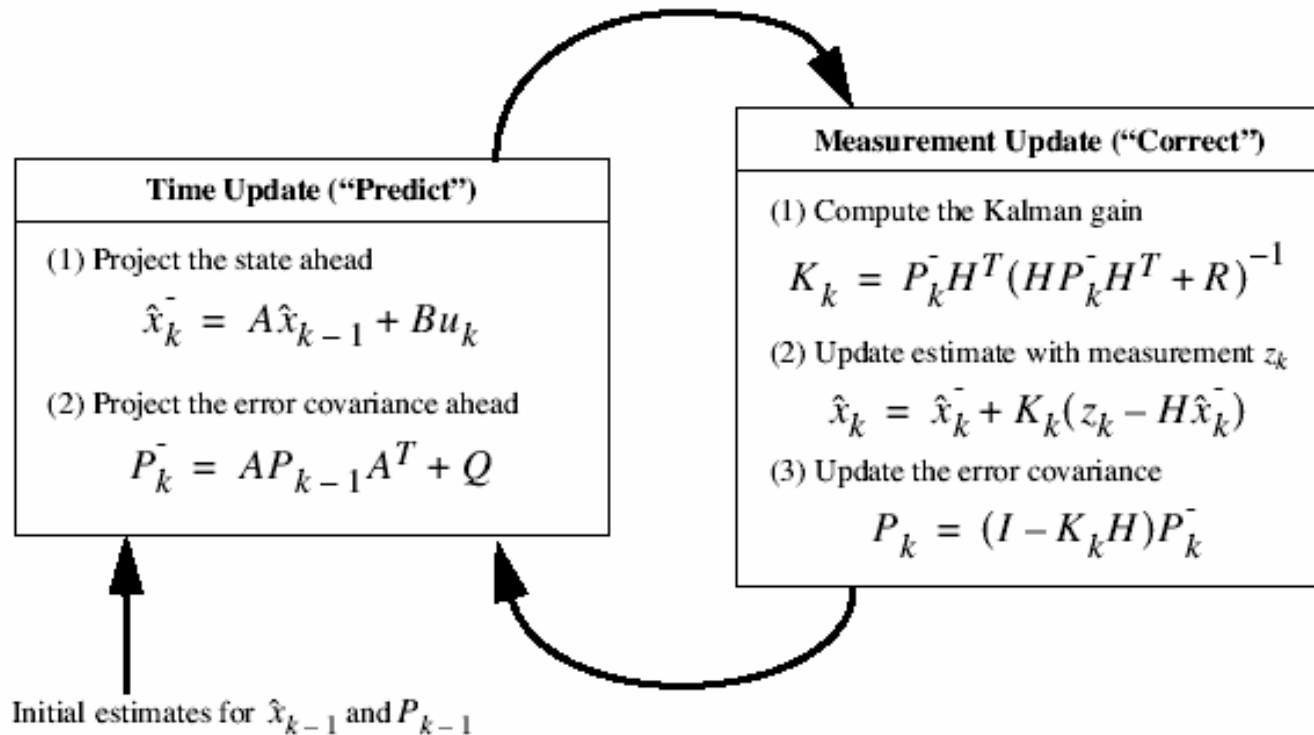 Time Update (“Predict”)
(1) Project the state ahead
x̂⁻ₖ = Ax̂ₖ₋₁ + Buₖ
(2) Project the error covariance ahead
P⁻ₖ = APₖ₋₁Aᵀ + Q
Initial estimates for x̂ₖ₋₁ and Pₖ₋₁
Measurement Update (“Correct”)
(1) Compute the Kalman gain
Kₖ = P⁻ₖHᵀ(HP⁻ₖHᵀ + R)⁻¹
(2) Update estimate with measurement zₖ
x̂ₖ = x̂⁻ₖ + Kₖ(zₖ − Hx̂⁻ₖ)
(3) Update the error covariance
Pₖ = (I − KₖH)P⁻ₖ